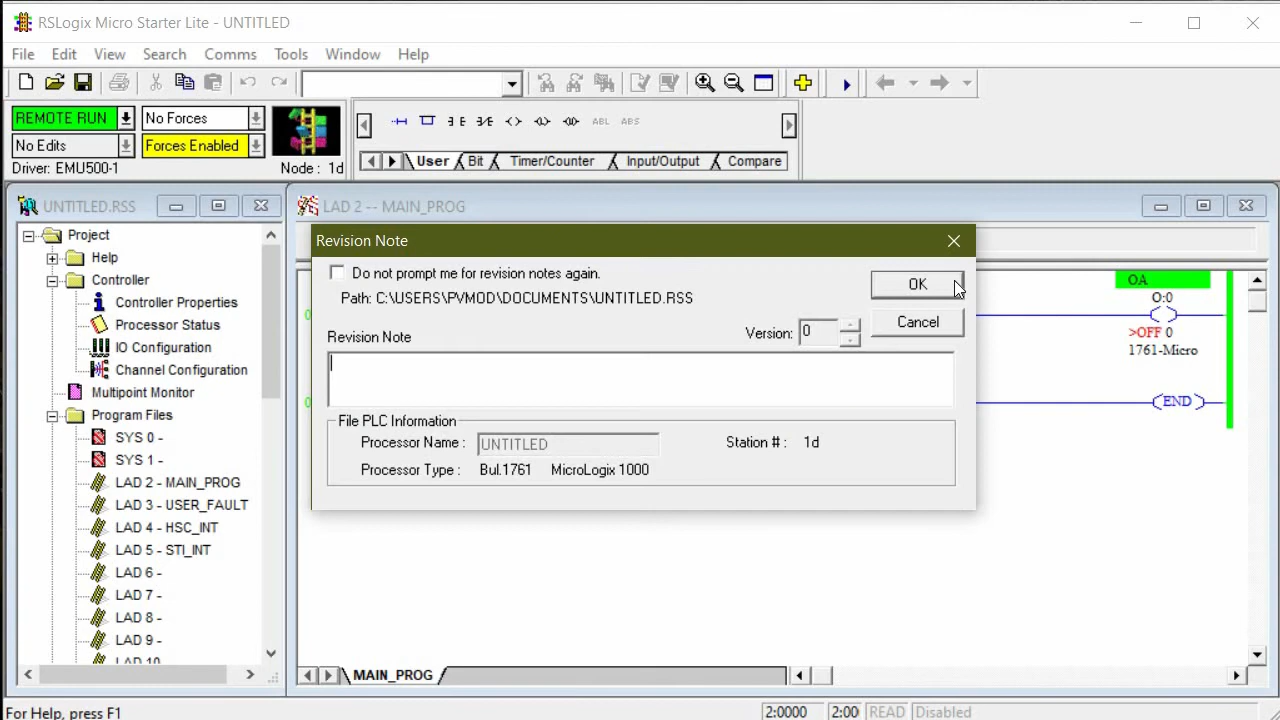 RSLogix Micro Starter Lite - UNTITLED
File Edit View Search Comms Tools Window Help
REMOTE RUN No Forces
No Edits Forces Enabled
Driver: EMU500-1 Node : 1d
ABL ABS
User Bit Timer/Counter Input/Output Compare
UNTITLED.RSS
Project
Help
Controller
Controller Properties
Processor Status
IO Configuration
Channel Configuration
Multipoint Monitor
Program Files
SYS 0 -
SYS 1 -
LAD 2 - MAIN_PROG
LAD 3 - USER_FAULT
LAD 4 - HSC_INT
LAD 5 - STI_INT
LAD 6 -
LAD 7 -
LAD 8 -
LAD 9 -
LAD 10
LAD 2 -- MAIN_PROG
Revision Note
Do not prompt me for revision notes again.
OK
Path: C:\USERS\PVMOD\DOCUMENTS\UNTITLED.RSS
Version: 0
Cancel
Revision Note
File PLC Information
Processor Name : UNTITLED Station # : 1d
Processor Type : Bul.1761 MicroLogix 1000
OA
O:0
>OFF 0
1761-Micro
END
MAIN_PROG
For Help, press F1
2:0000 2:00 READ Disabled